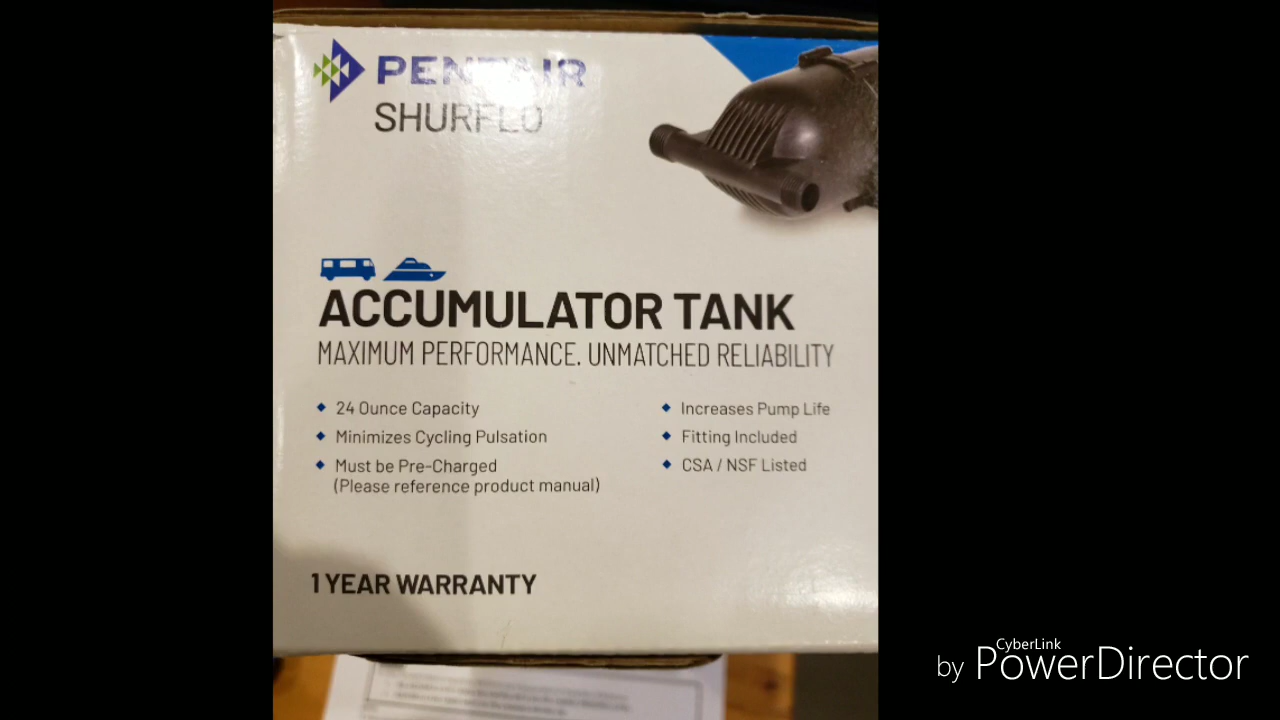 PENTAIR
SHURFLO
ACCUMULATOR TANK
MAXIMUM PERFORMANCE. UNMATCHED RELIABILITY
24 Ounce Capacity
Minimizes Cycling Pulsation
Must be Pre-Charged
(Please reference product manual)
Increases Pump Life
Fitting Included
CSA / NSF Listed
1 YEAR WARRANTY
CyberLink
by PowerDirector